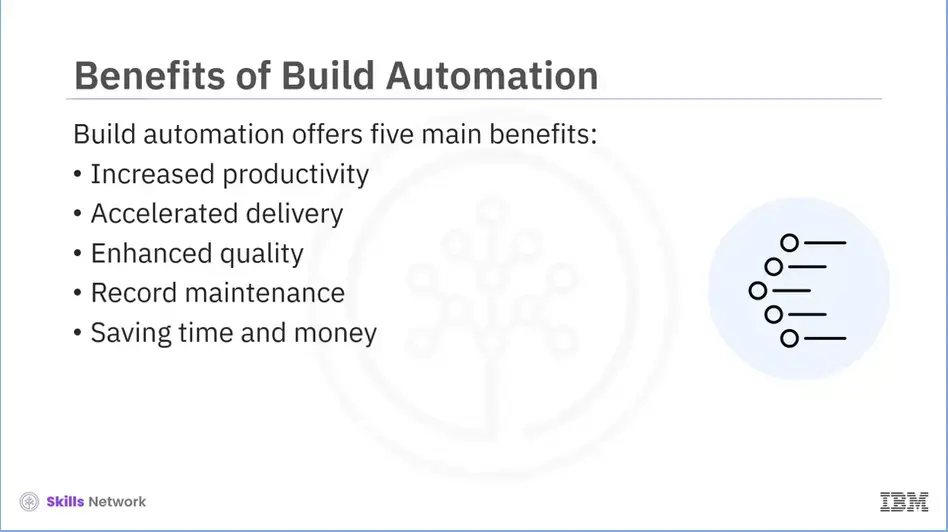 Benefits of Build Automation
Build automation offers five main benefits:
• Increased productivity
• Accelerated delivery
• Enhanced quality
• Record maintenance
• Saving time and money
Skills Network
IBM